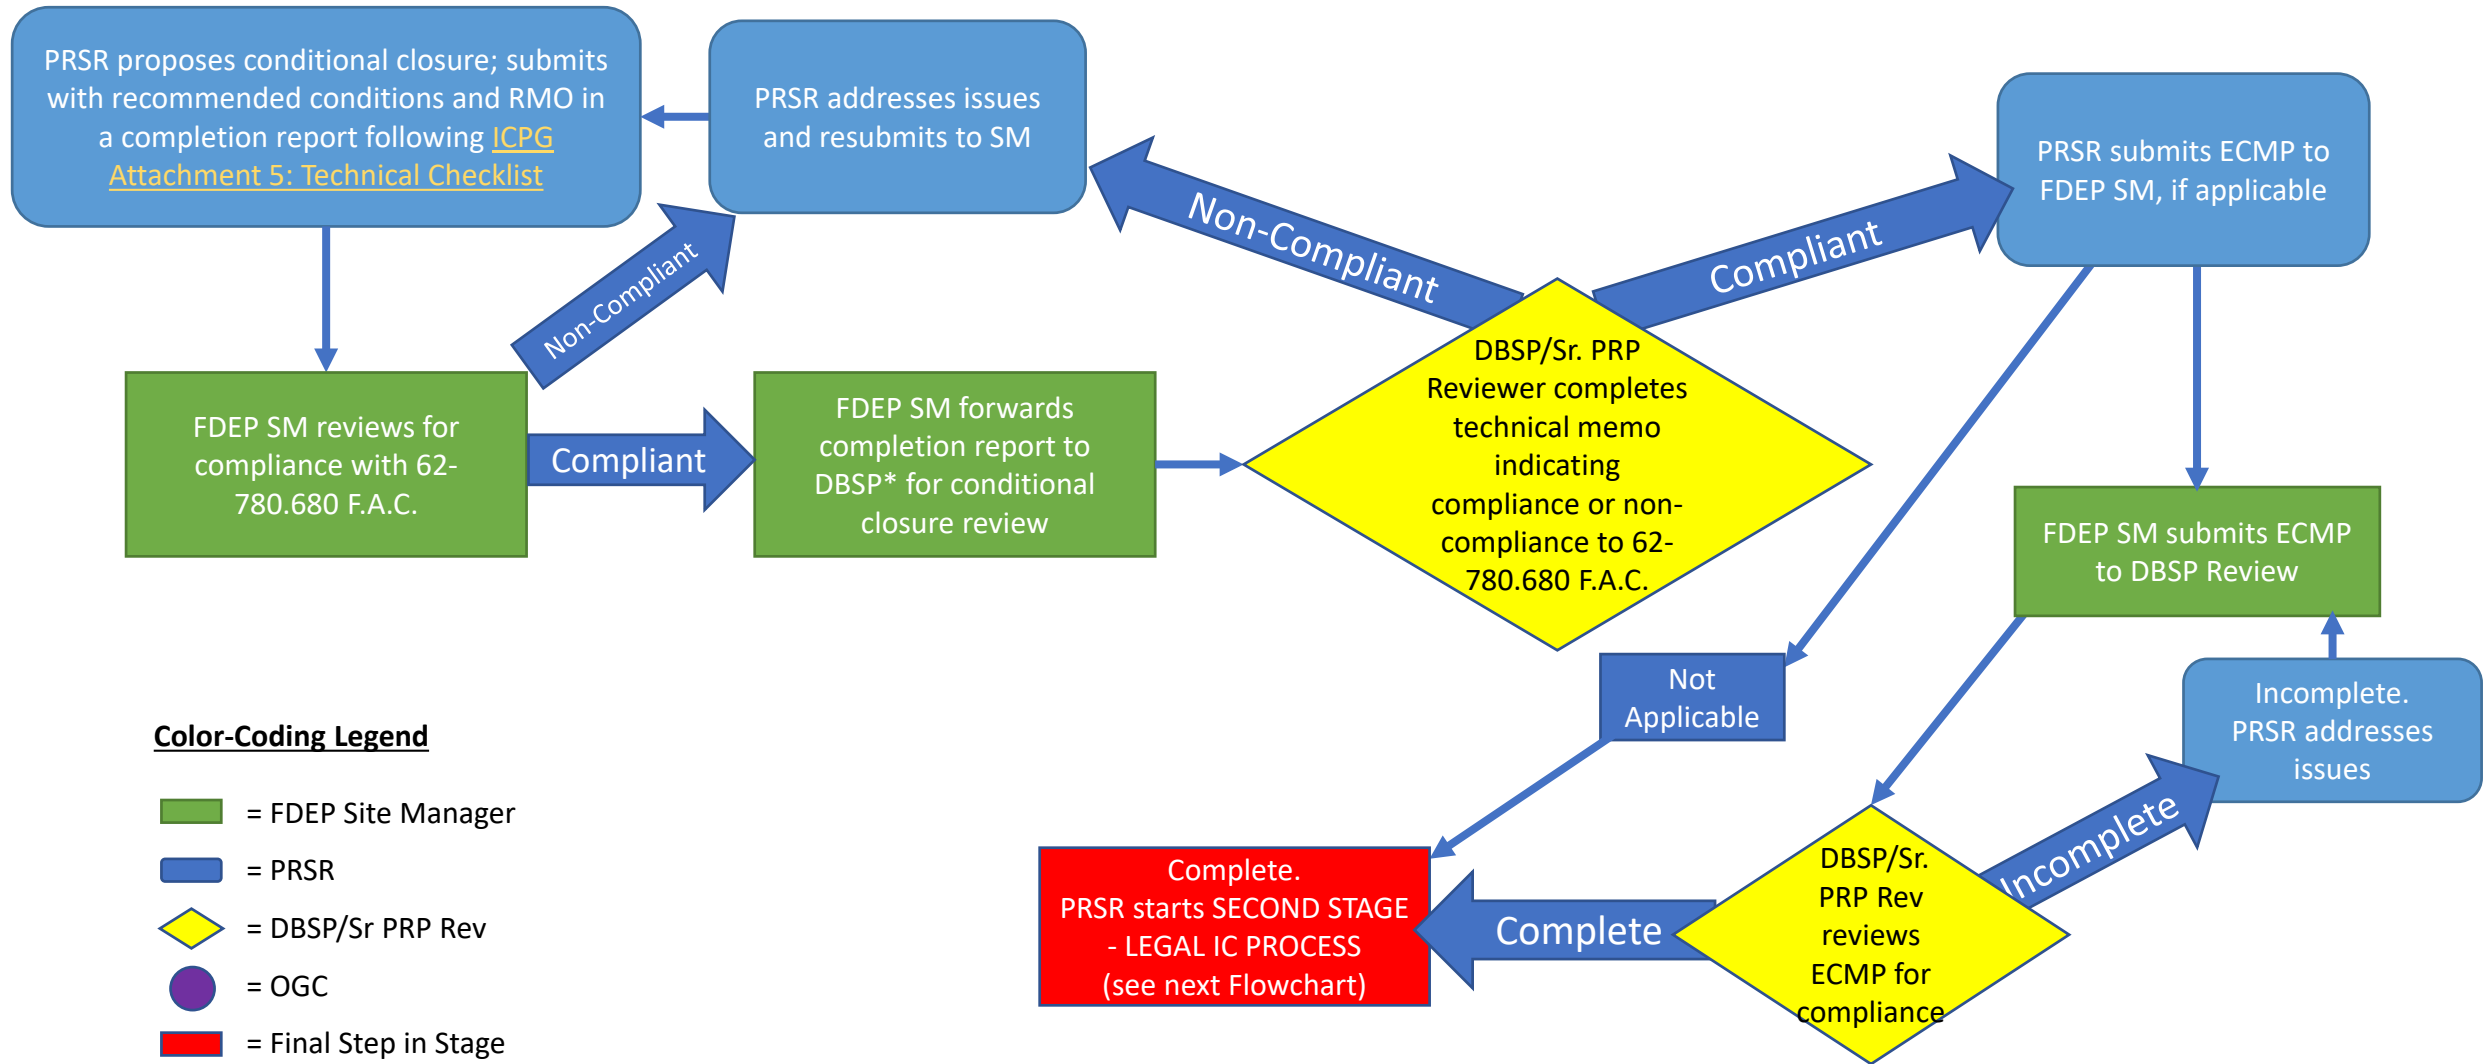 PRSR proposes conditional closure; submits
with recommended conditions and RMO in
a completion report following ICPG
Attachment 5: Technical Checklist
PRSR addresses issues
and resubmits to SM
PRSR submits ECMP to
FDEP SM, if applicable
Non-Compliant
Non-Compliant
Compliant
FDEP SM reviews for
compliance with 62-
780.680 F.A.C.
Compliant
FDEP SM forwards
completion report to
DBSP* for conditional
closure review
DBSP/Sr. PRP
Reviewer completes
technical memo
indicating
compliance or non-
compliance to 62-
780.680 F.A.C.
FDEP SM submits ECMP
to DBSP Review
Not
Applicable
Incomplete.
PRSR addresses
issues
Incomplete
DBSP/Sr.
PRP Rev
reviews
ECMP for
compliance
Complete
Complete.
PRSR starts SECOND STAGE
- LEGAL IC PROCESS
(see next Flowchart)
Color-Coding Legend
= FDEP Site Manager
= PRSR
= DBSP/Sr PRP Rev
= OGC
= Final Step in Stage